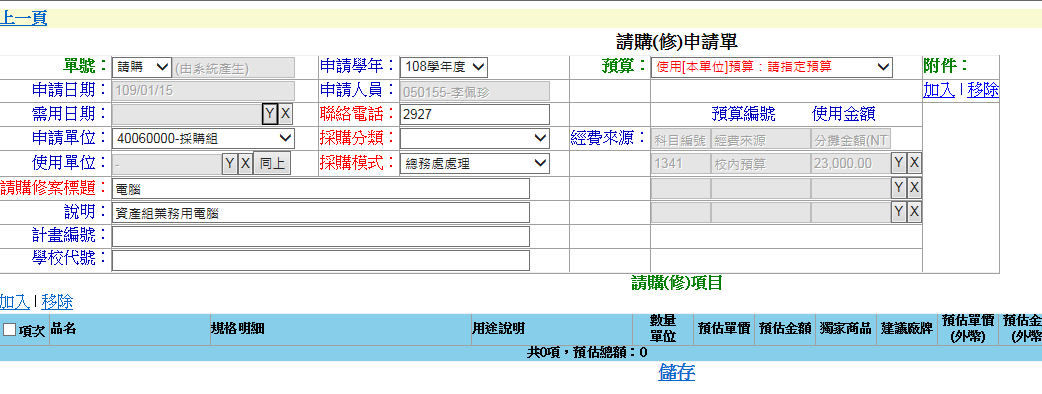 上一頁
請購(修)申請單
單號： 請購 (由系統產生) 申請學年： 108學年度 預算： 使用[本單位]預算：請指定預算 附件：
申請日期： 109/01/15 申請人員： 050155-李佩珍 加入 | 移除
需用日期： Y X 聯絡電話： 2927 預算編號 使用金額
申請單位： 40060000-採購組 採購分類： 經費來源： 科目編號 經費來源 分攤金額(NT
使用單位： - Y X 同上 採購模式： 總務處處理 1341 校內預算 23,000.00 Y X
請購修案標題： 電腦 Y X
說明： 資產組業務用電腦 Y X
計畫編號：
學校代號：
請購(修)項目
加入 | 移除
項次 品名 規格明細 用途說明 數量 單位 預估單價 預估金額 獨家商品 建議廠牌 預估單價 (外幣) 預估金 (外幣
共0項，預估總額：0
儲存